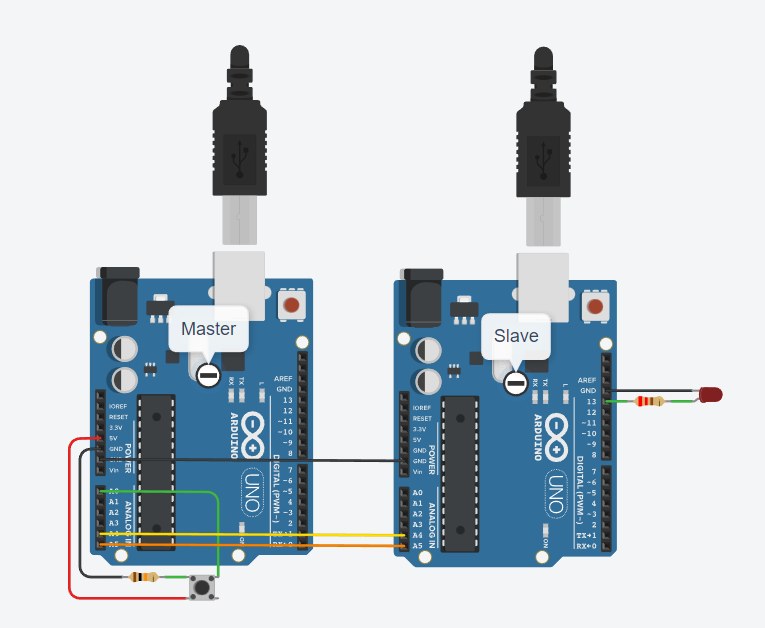 Master
Slave
RX
TX
L
AREF
GND
13
12
~11
~10
~9
8
7
~6
~5
4
~3
2
TX→1
RX←0
IOREF
RESET
3.3V
5V
GND
GND
Vin
A0
A1
A2
A3
A4
A5
POWER
ANALOG IN
ARDUINO
UNO
DIGITAL (PWM~)
ON
RX
TX
L
AREF
GND
13
12
~11
~10
~9
8
7
~6
~5
4
~3
2
TX→1
RX←0
IOREF
RESET
3.3V
5V
GND
GND
Vin
A0
A1
A2
A3
A4
A5
POWER
ANALOG IN
ARDUINO
UNO
DIGITAL (PWM~)
ON